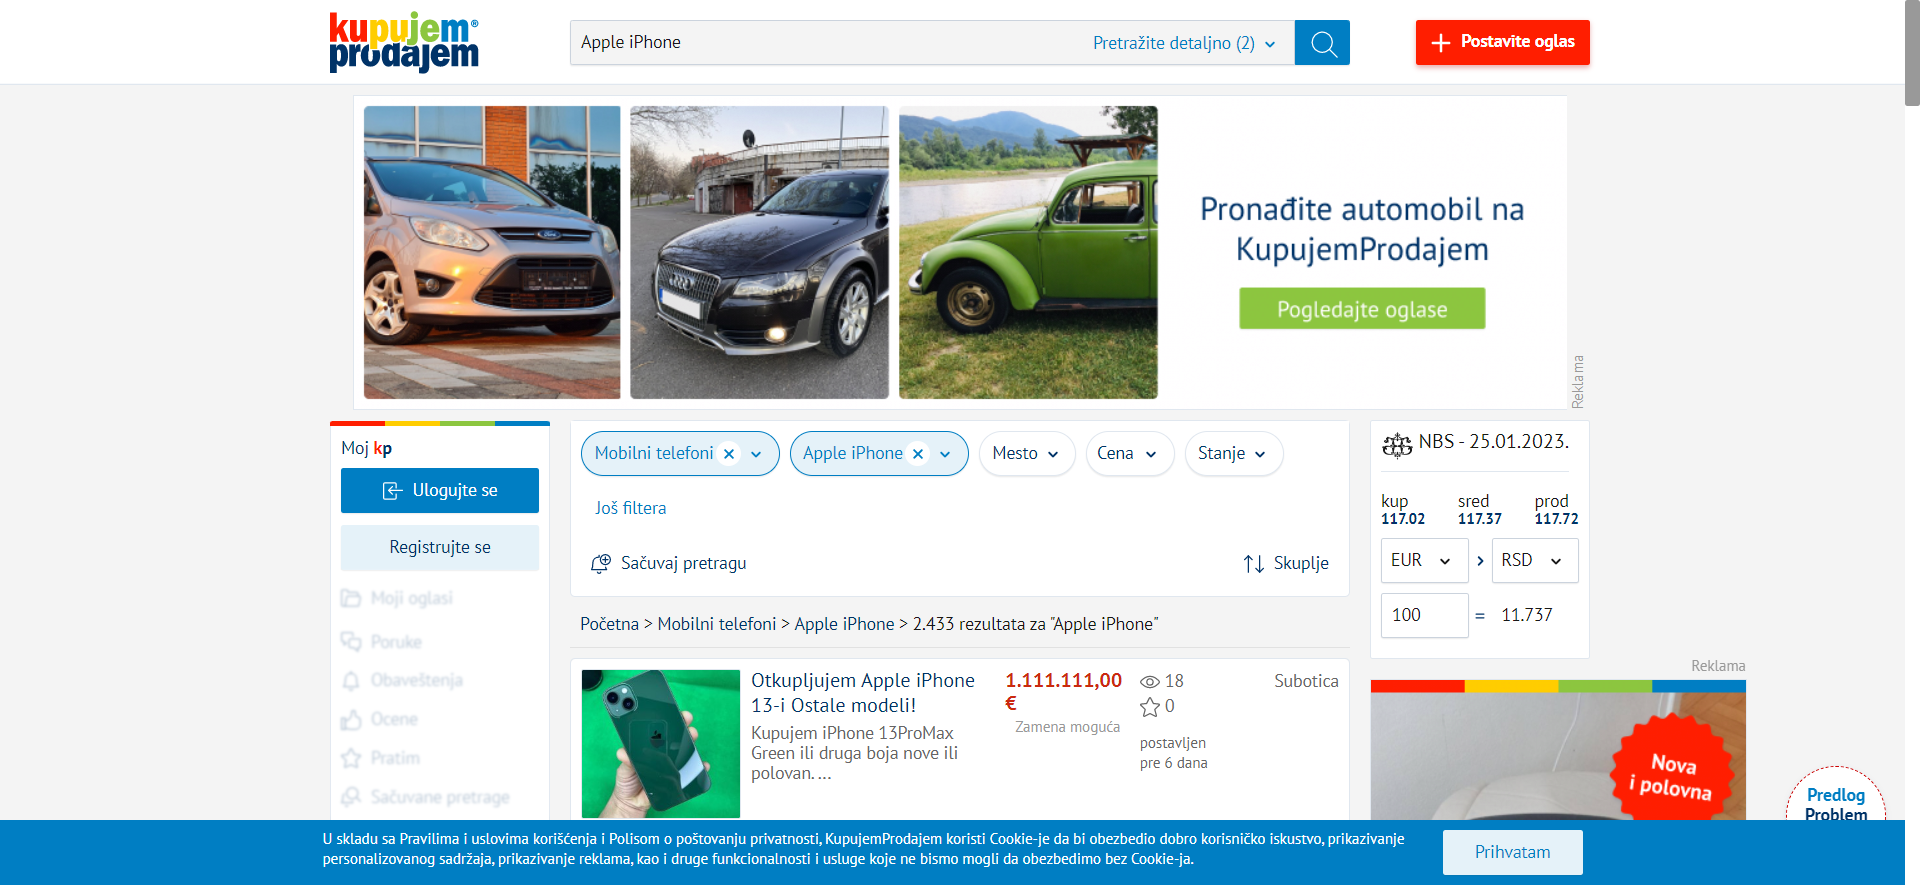 kupujem®
prodajem
Apple iPhone
Pretražite detaljno (2)
Postavite oglas
Pronađite automobil na
KupujemProdajem
Pogledajte oglase
Reklama
Moj kp
Ulogujte se
Registrujte se
Moji oglasi
Poruke
Obaveštenja
Ocene
Pratim
Sačuvane pretrage
Mobilni telefoni
Apple iPhone
Mesto
Cena
Stanje
Još filtera
Sačuvaj pretragu
Skuplje
Početna > Mobilni telefoni > Apple iPhone > 2.433 rezultata za "Apple iPhone"
Otkupljujem Apple iPhone
13-i Ostale modeli!
Kupujem iPhone 13ProMax
Green ili druga boja nove ili
polovan. ...
1.111.111,00
€
Zamena moguća
18
0
postavljen
pre 6 dana
Subotica
NBS - 25.01.2023.
kup sred prod
117.02 117.37 117.72
EUR RSD
100 = 11.737
Reklama
Nova
i polovna
Predlog
Problem
U skladu sa Pravilima i uslovima korišćenja i Polisom o poštovanju privatnosti, KupujemProdajem koristi Cookie-je da bi obezbedio dobro korisničko iskustvo, prikazivanje
personalizovanog sadržaja, prikazivanje reklama, kao i druge funkcionalnosti i usluge koje ne bismo mogli da obezbedimo bez Cookie-ja.
Prihvatam